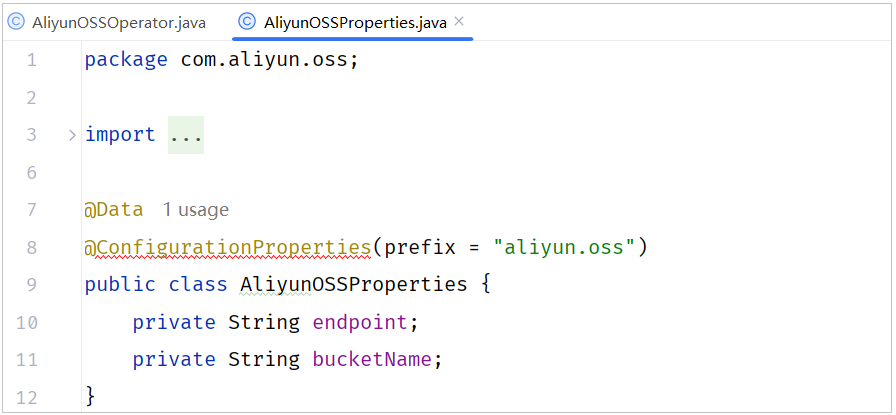 AliyunOSSOperator.java AliyunOSSProperties.java
1 package com.aliyun.oss;
2
3 import ...
6
7 @Data 1 usage
8 @ConfigurationProperties(prefix = "aliyun.oss")
9 public class AliyunOSSProperties {
10 private String endpoint;
11 private String bucketName;
12 }